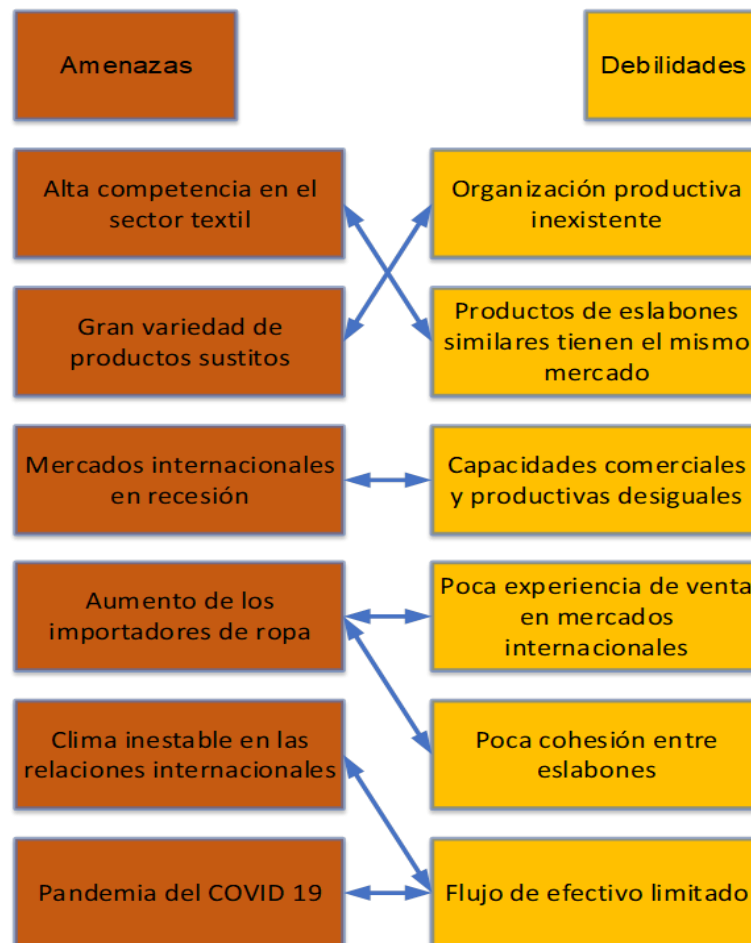 Amenazas
Debilidades
Alta competencia en el
sector textil
Organización productiva
inexistente
Gran variedad de
productos sustitos
Productos de eslabones
similares tienen el mismo
mercado
Mercados internacionales
en recesión
Capacidades comerciales
y productivas desiguales
Aumento de los
importadores de ropa
Poca experiencia de venta
en mercados
internacionales
Clima inestable en las
relaciones internacionales
Poca cohesión entre
eslabones
Pandemia del COVID 19
Flujo de efectivo limitado